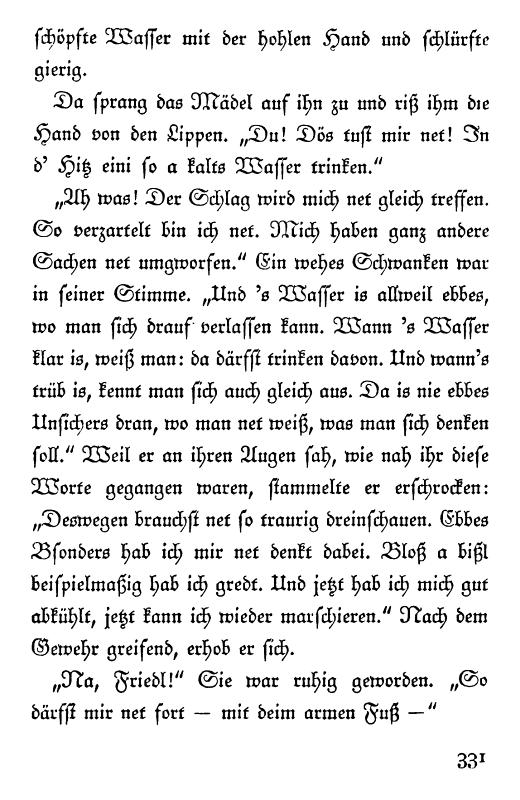 schöpfte Wasser mit der hohlen Hand und schlürfte
gierig.
Da sprang das Mädel auf ihn zu und riß ihm die
Hand von den Lippen. „Du! Dös tust mir net! In
d' Hitz eini so a kalts Wasser trinken."
„Ah was! Der Schlag wird mich net gleich treffen.
So verzartelt bin ich net. Mich haben ganz andere
Sachen net umgworfen." Ein wehes Schwanken war
in seiner Stimme. „Und 's Wasser is allweil ebbes,
wo man sich drauf verlassen kann. Wann 's Wasser
klar is, weiß man: da därfst trinken davon. Und wann's
trüb is, kennt man sich auch gleich aus. Da is nie ebbes
Unsichers dran, wo man net weiß, was man sich denken
soll." Weil er an ihren Augen sah, wie nah ihr diese
Worte gegangen waren, stammelte er erschrocken:
„Deswegen brauchst net so traurig dreinschauen. Ebbes
Bsonders hab ich mir net denkt dabei. Bloß a bißl
beispielmaßig hab ich gredt. Und jetzt hab ich mich gut
abkühlt, jetzt kann ich wieder marschieren." Nach dem
Gewehr greifend, erhob er sich.
„Na, Friedl!" Sie war ruhig geworden. „So
därfst mir net fort — mit deim armen Fuß —"
331